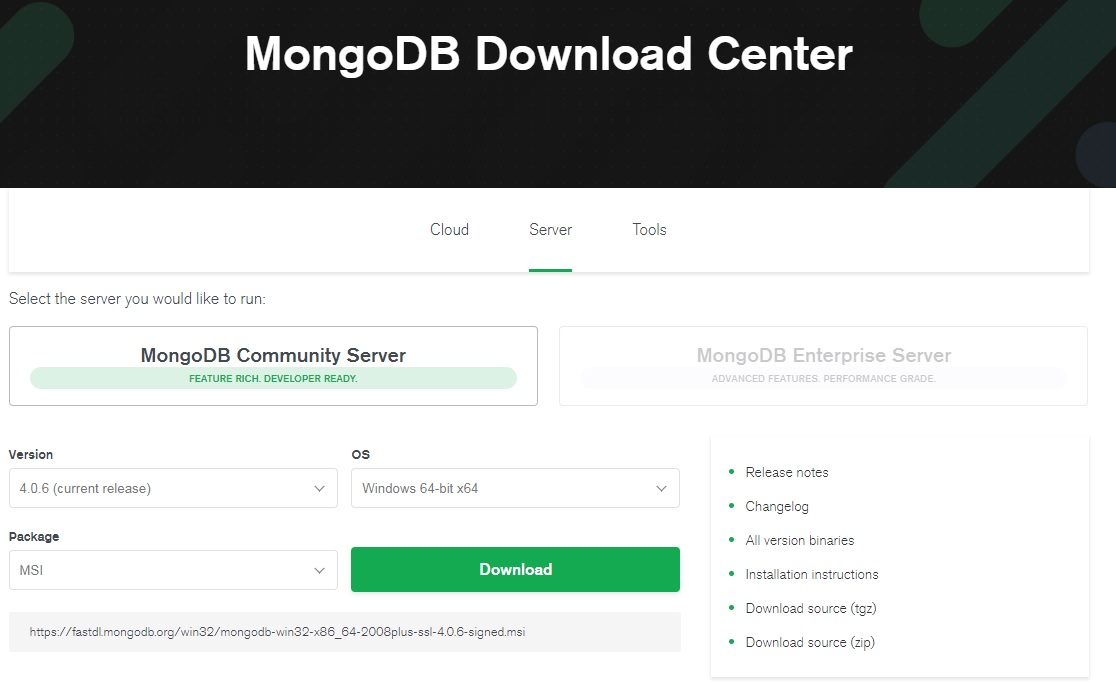 MongoDB Download Center
Cloud Server Tools
Select the server you would like to run:
MongoDB Community Server
FEATURE RICH. DEVELOPER READY.
MongoDB Enterprise Server
ADVANCED FEATURES. PERFORMANCE GRADE.
Version
4.0.6 (current release)
OS
Windows 64-bit x64
Package
MSI
Download
https://fastdl.mongodb.org/win32/mongodb-win32-x86_64-2008plus-ssl-4.0.6-signed.msi
Release notes
Changelog
All version binaries
Installation instructions
Download source (tgz)
Download source (zip)